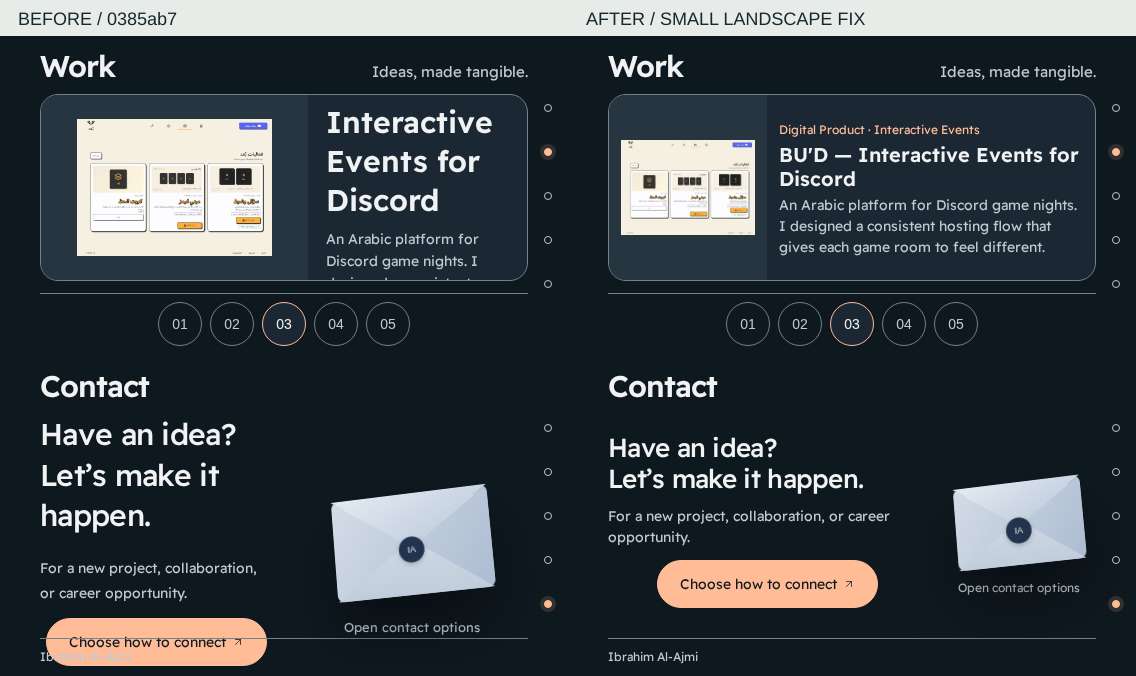 BEFORE / 0385ab7
Work
Ideas, made tangible.
Interactive
Events for
Discord
An Arabic platform for
Discord game nights. I
01
02
03
04
05
Contact
Have an idea?
Let’s make it
happen.
For a new project, collaboration,
or career opportunity.
Choose how to connect
IA
Open contact options
AFTER / SMALL LANDSCAPE FIX
Work
Ideas, made tangible.
Digital Product · Interactive Events
BU'D — Interactive Events for
Discord
An Arabic platform for Discord game nights.
I designed a consistent hosting flow that
gives each game room to feel different.
01
02
03
04
05
Contact
Have an idea?
Let’s make it happen.
For a new project, collaboration, or career
opportunity.
Choose how to connect
IA
Open contact options
Ibrahim Al-Ajmi